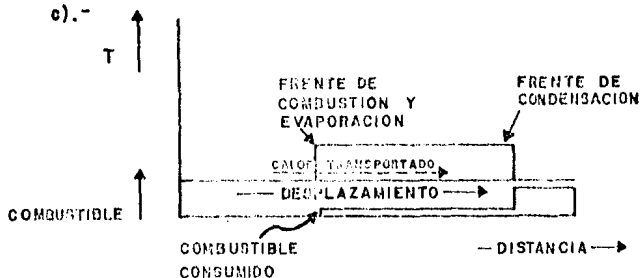 c).-
T
FRENTE DE
COMBUSTION Y
EVAPORACION
FRENTE DE
CONDENSACION
CALOR TRANSPORTADO
DESPLAZAMIENTO
COMBUSTIBLE
COMBUSTIBLE
CONSUMIDO
DISTANCIA